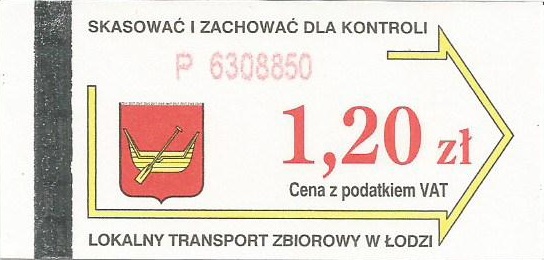 SKASOWAĆ I ZACHOWAĆ DLA KONTROLI
P 6308850
1,20 zł
Cena z podatkiem VAT
LOKALNY TRANSPORT ZBIOROWY W ŁODZI